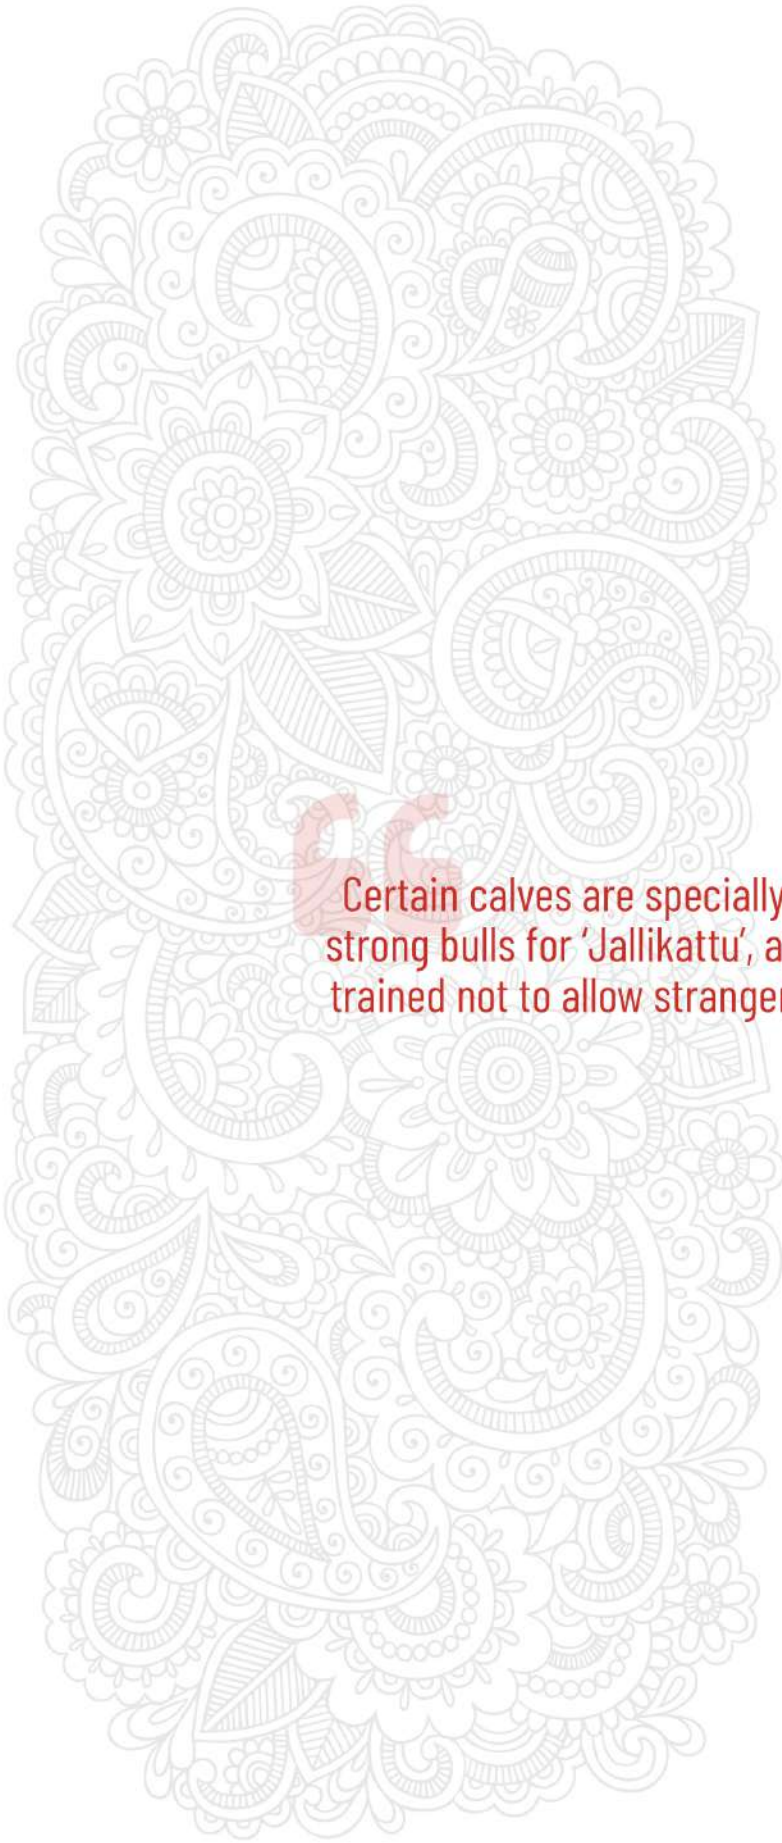 Certain calves are specially
strong bulls for ‘Jallikattu’, a
trained not to allow stranger